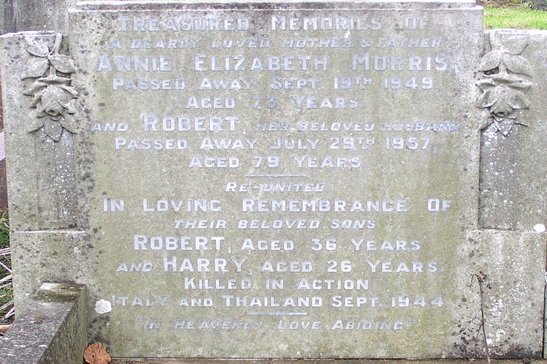 TREASURED MEMORIES OF
A DEARLY LOVED MOTHER & FATHER
ANNIE ELIZABETH MORRIS
PASSED AWAY SEPT. 19TH 1949.
AGED 73 YEARS
AND ROBERT, HER BELOVED HUSBAND
PASSED AWAY JULY 29TH 1957
AGED 79 YEARS
RE-UNITED
IN LOVING REMEMBRANCE OF
THEIR BELOVED SONS
ROBERT, AGED 36 YEARS
AND HARRY, AGED 26 YEARS.
KILLED IN ACTION
ITALY AND THAILAND SEPT. 1944
"IN HEAVENLY LOVE ABIDING"